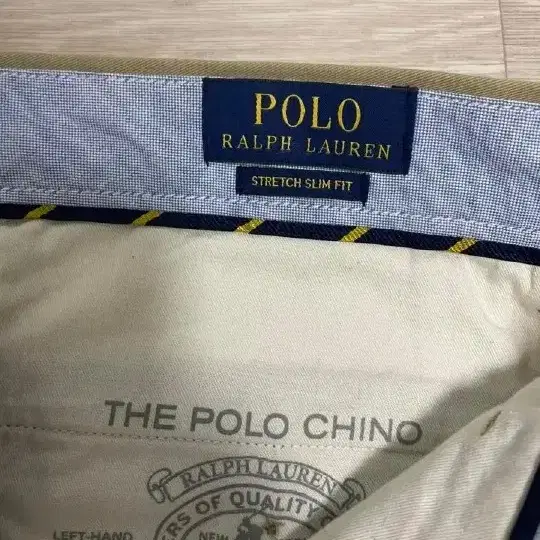 POLO
RALPH LAUREN
STRETCH SLIM FIT
THE POLO CHINO
RALPH LAUREN
OF QUALITY
LEFT-HAND
NEW